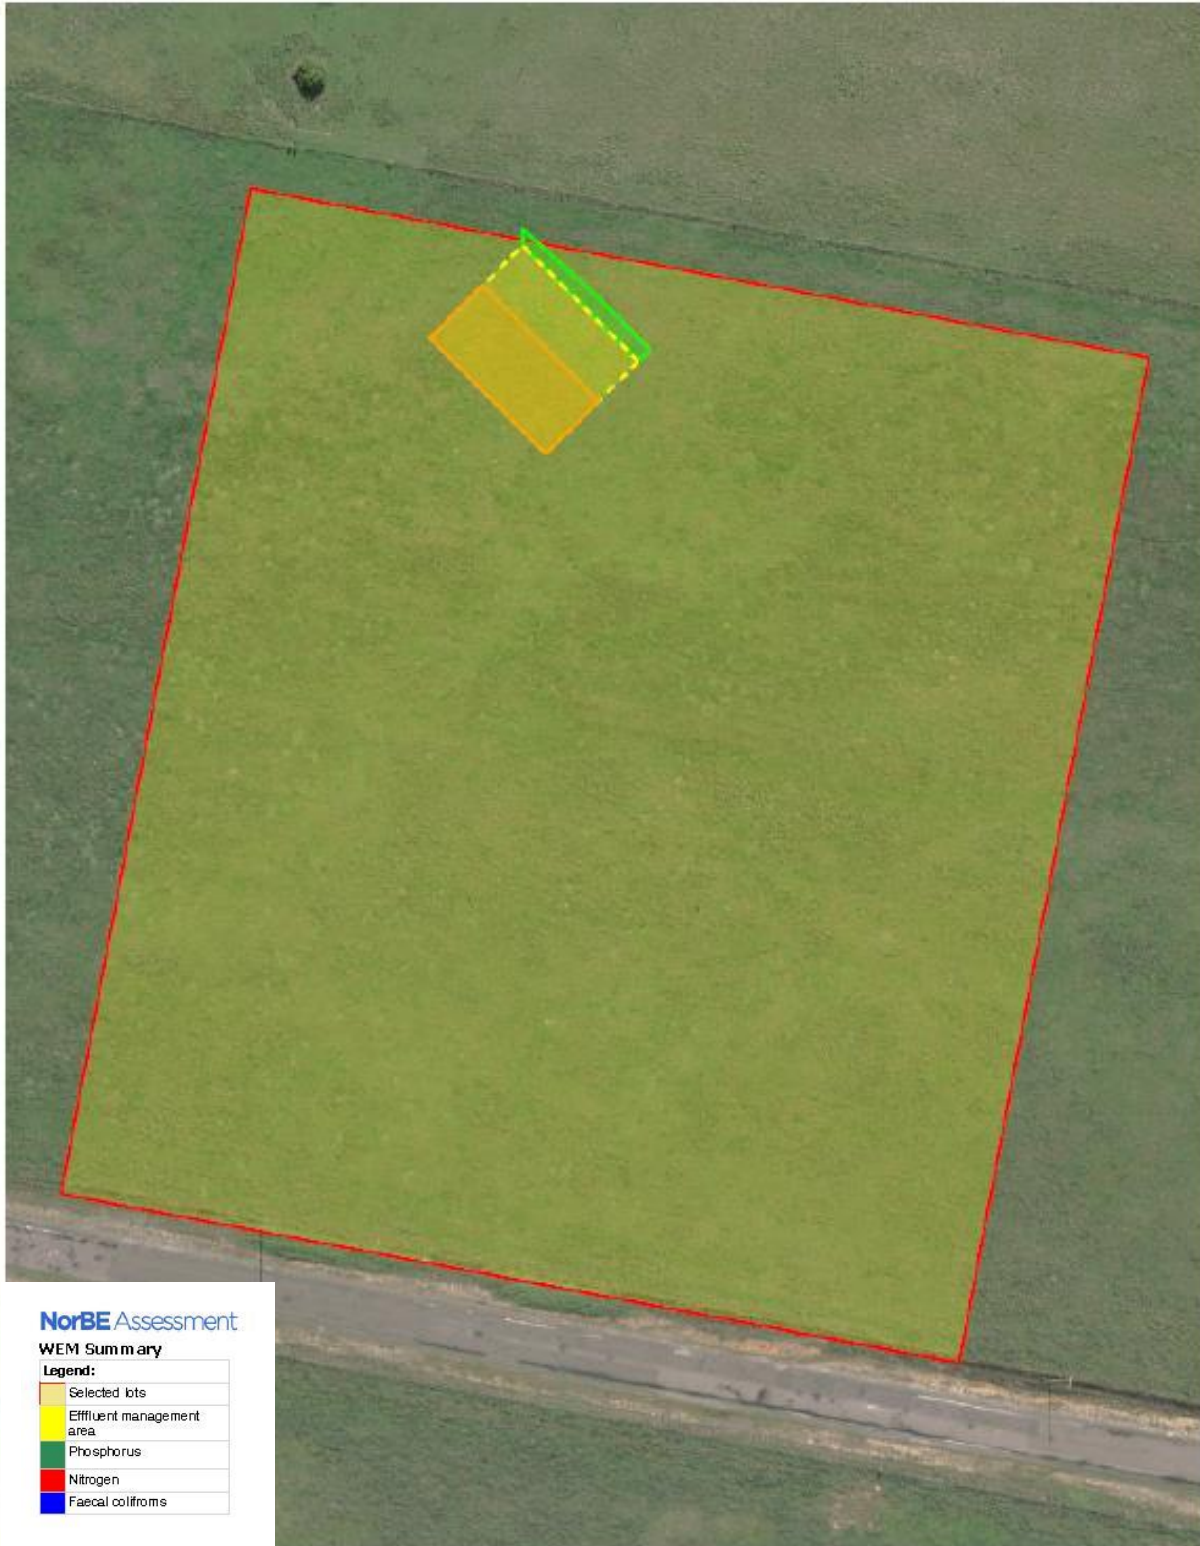 NorBE Assessment
WEM Summary
Legend:
Selected lots
Efffluent management
area
Phosphorus
Nitrogen
Faecal colifroms